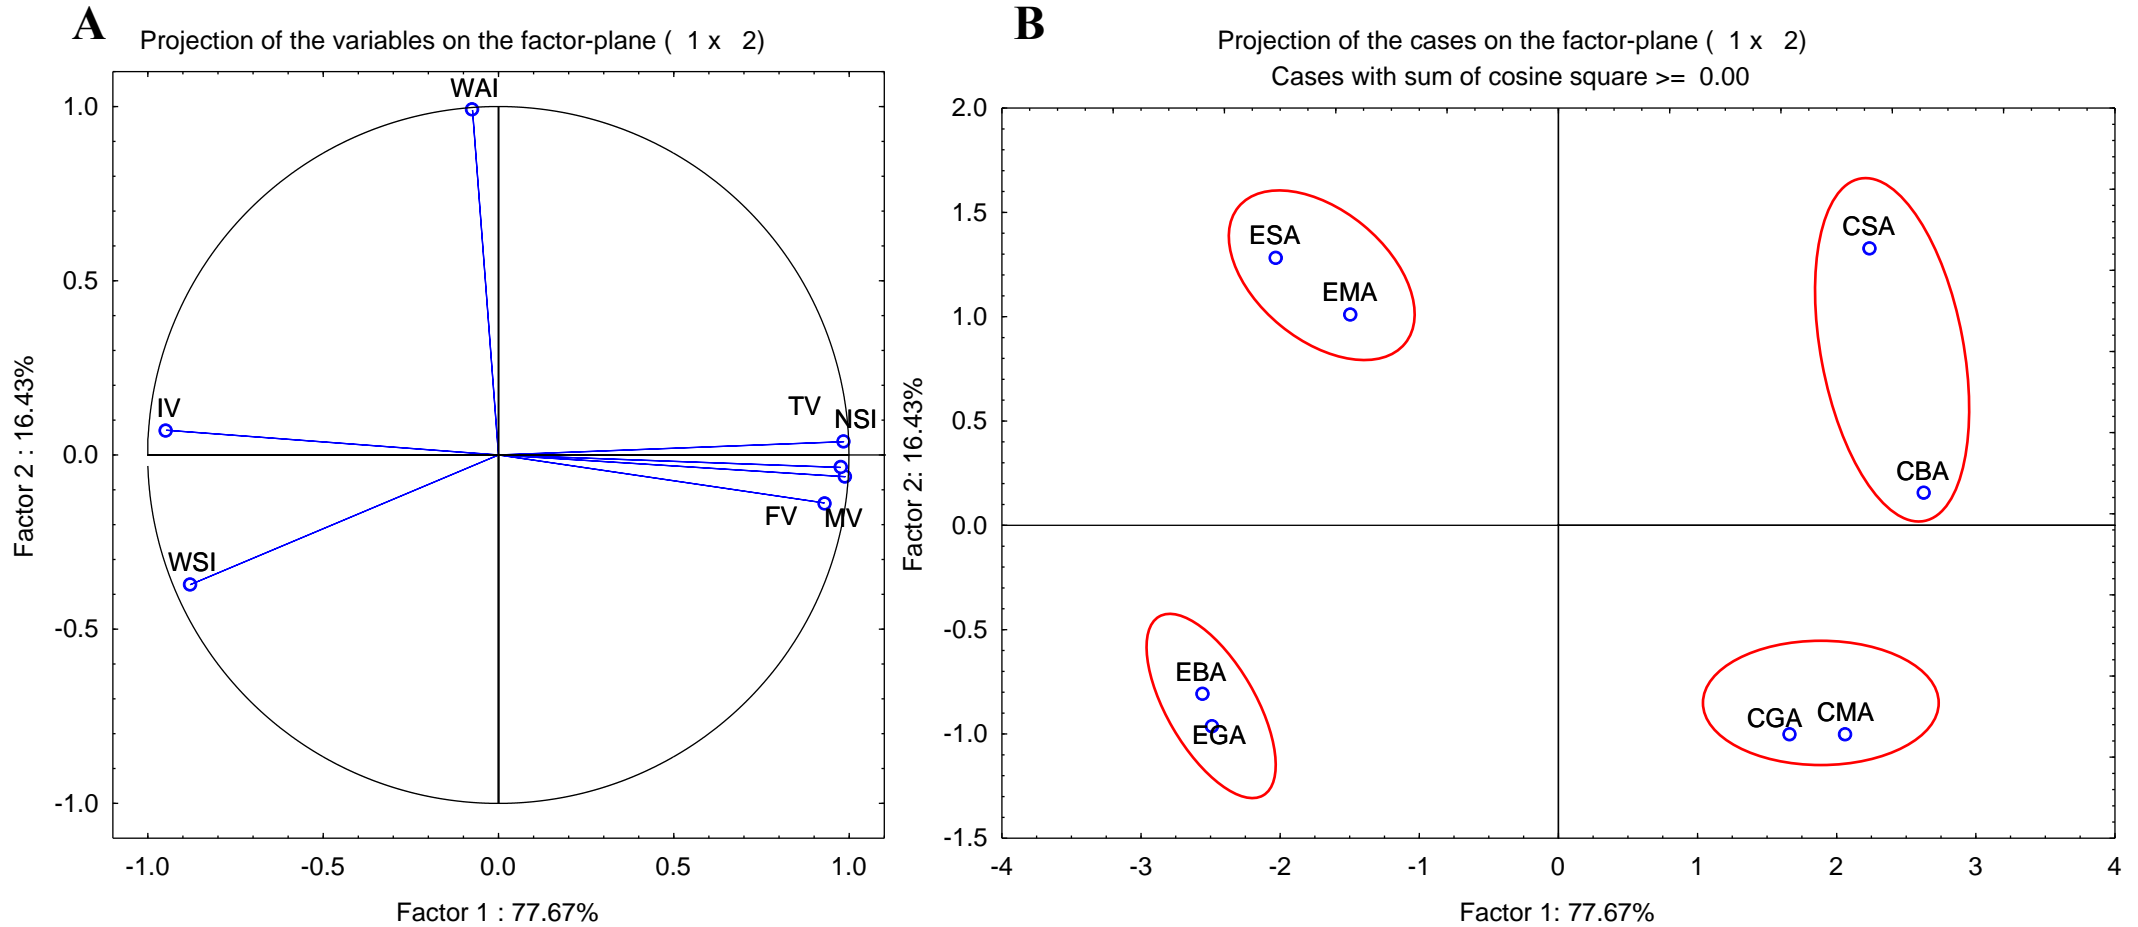 A
Projection of the variables on the factor-plane ( 1 x 2)
WAI
IV
TV
NSI
FV
MV
WSI
1.0
0.5
0.0
-0.5
-1.0
-1.0
-0.5
0.0
0.5
1.0
Factor 2 : 16.43%
Factor 1 : 77.67%
B
Projection of the cases on the factor-plane ( 1 x 2)
Cases with sum of cosine square >= 0.00
ESA
EMA
CSA
CBA
EBA
EGA
CGA
CMA
2.0
1.5
1.0
0.5
0.0
-0.5
-1.0
-1.5
-4
-3
-2
-1
0
1
2
3
4
Factor 2: 16.43%
Factor 1: 77.67%